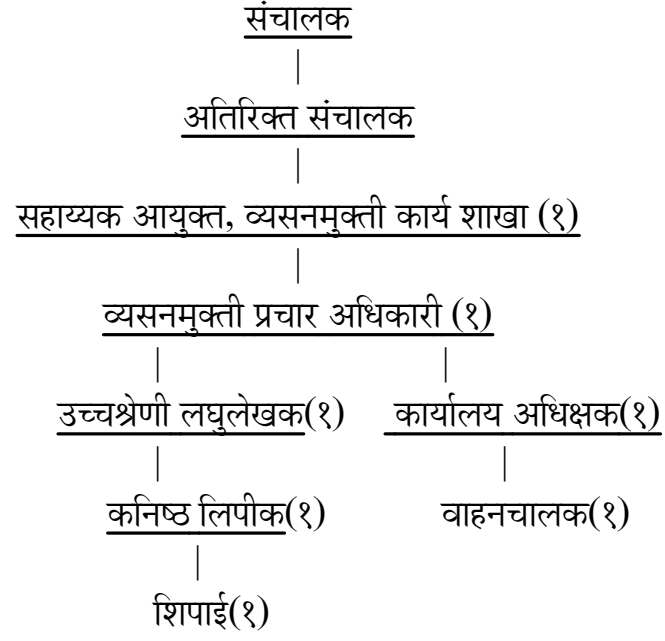 संचालक
अतिरिक्त संचालक
सहाय्यक आयुक्त, व्यसनमुक्ती कार्य शाखा (१)
व्यसनमुक्ती प्रचार अधिकारी (१)
उच्चश्रेणी लघुलेखक(१) कार्यालय अधिक्षक(१)
कनिष्ठ लिपीक(१) वाहनचालक(१)
शिपाई(१)